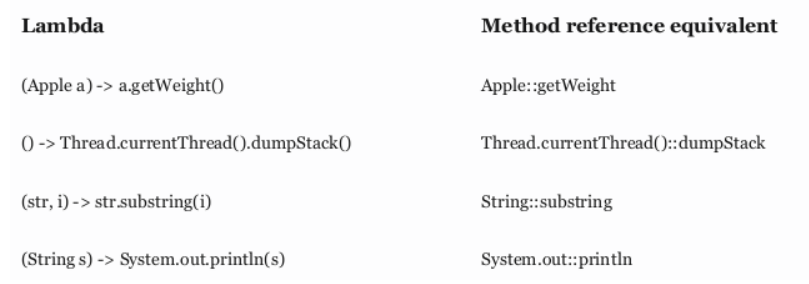 Lambda Method reference equivalent
(Apple a) -> a.getWeight() Apple::getWeight
() -> Thread.currentThread().dumpStack() Thread.currentThread()::dumpStack
(str, i) -> str.substring(i) String::substring
(String s) -> System.out.println(s) System.out::println